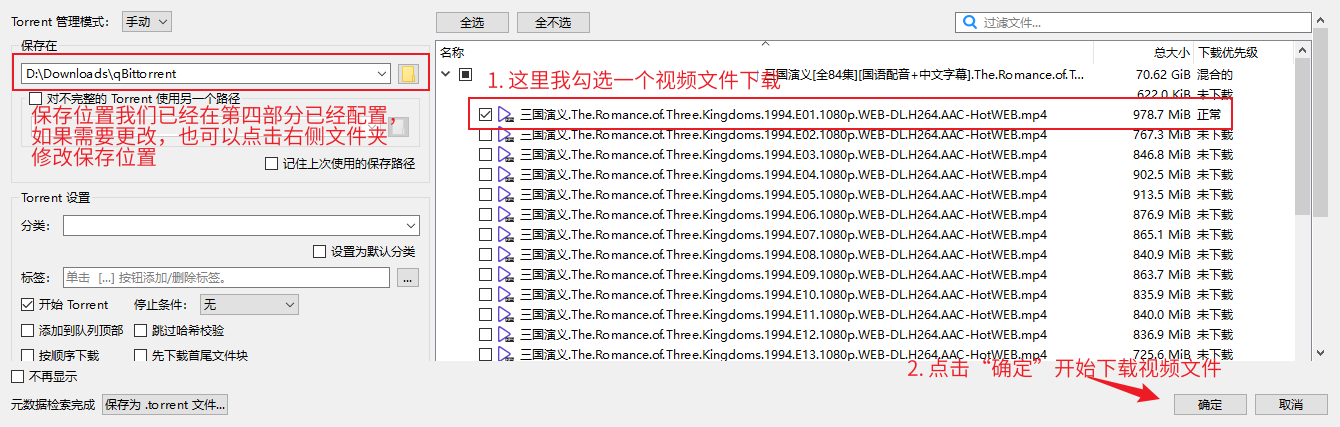 Torrent 管理模式： 手动
保存在
D:\Downloads\qBittorrent
对不完整的 Torrent 使用另一个路径
保存位置我们已经在第四部分已经配置，
如果需要更改，也可以点击右侧文件夹
修改保存位置
记住上次使用的保存路径
Torrent 设置
分类：
设置为默认分类
标签： 单击 [...] 按钮添加/删除标签。 ...
开始 Torrent 停止条件： 无
添加到队列顶部 跳过哈希校验
按顺序下载 先下载首尾文件块
不再显示
元数据检索完成 保存为 .torrent 文件...
全选 全不选 过滤文件...
名称 总大小 下载优先级
1. 这里我勾选一个视频文件下载
三国演义[全84集][国语配音+中文字幕].The.Romance.of.T... 70.62 GiB 混合的
622.0 KiB 未下载
三国演义.The.Romance.of.Three.Kingdoms.1994.E01.1080p.WEB-DL.H264.AAC-HotWEB.mp4 978.7 MiB 正常
三国演义.The.Romance.of.Three.Kingdoms.1994.E02.1080p.WEB-DL.H264.AAC-HotWEB.mp4 767.3 MiB 未下载
三国演义.The.Romance.of.Three.Kingdoms.1994.E03.1080p.WEB-DL.H264.AAC-HotWEB.mp4 846.8 MiB 未下载
三国演义.The.Romance.of.Three.Kingdoms.1994.E04.1080p.WEB-DL.H264.AAC-HotWEB.mp4 902.5 MiB 未下载
三国演义.The.Romance.of.Three.Kingdoms.1994.E05.1080p.WEB-DL.H264.AAC-HotWEB.mp4 913.5 MiB 未下载
三国演义.The.Romance.of.Three.Kingdoms.1994.E06.1080p.WEB-DL.H264.AAC-HotWEB.mp4 876.9 MiB 未下载
三国演义.The.Romance.of.Three.Kingdoms.1994.E07.1080p.WEB-DL.H264.AAC-HotWEB.mp4 865.1 MiB 未下载
三国演义.The.Romance.of.Three.Kingdoms.1994.E08.1080p.WEB-DL.H264.AAC-HotWEB.mp4 840.9 MiB 未下载
三国演义.The.Romance.of.Three.Kingdoms.1994.E09.1080p.WEB-DL.H264.AAC-HotWEB.mp4 863.7 MiB 未下载
三国演义.The.Romance.of.Three.Kingdoms.1994.E10.1080p.WEB-DL.H264.AAC-HotWEB.mp4 835.9 MiB 未下载
三国演义.The.Romance.of.Three.Kingdoms.1994.E11.1080p.WEB-DL.H264.AAC-HotWEB.mp4 840.0 MiB 未下载
三国演义.The.Romance.of.Three.Kingdoms.1994.E12.1080p.WEB-DL.H264.AAC-HotWEB.mp4 836.9 MiB 未下载
三国演义.The.Romance.of.Three.Kingdoms.1994.E13.1080p.WEB-DL.H264.AAC-HotWEB.mp4 725.6 MiB 未下载
2. 点击“确定”开始下载视频文件
确定 取消